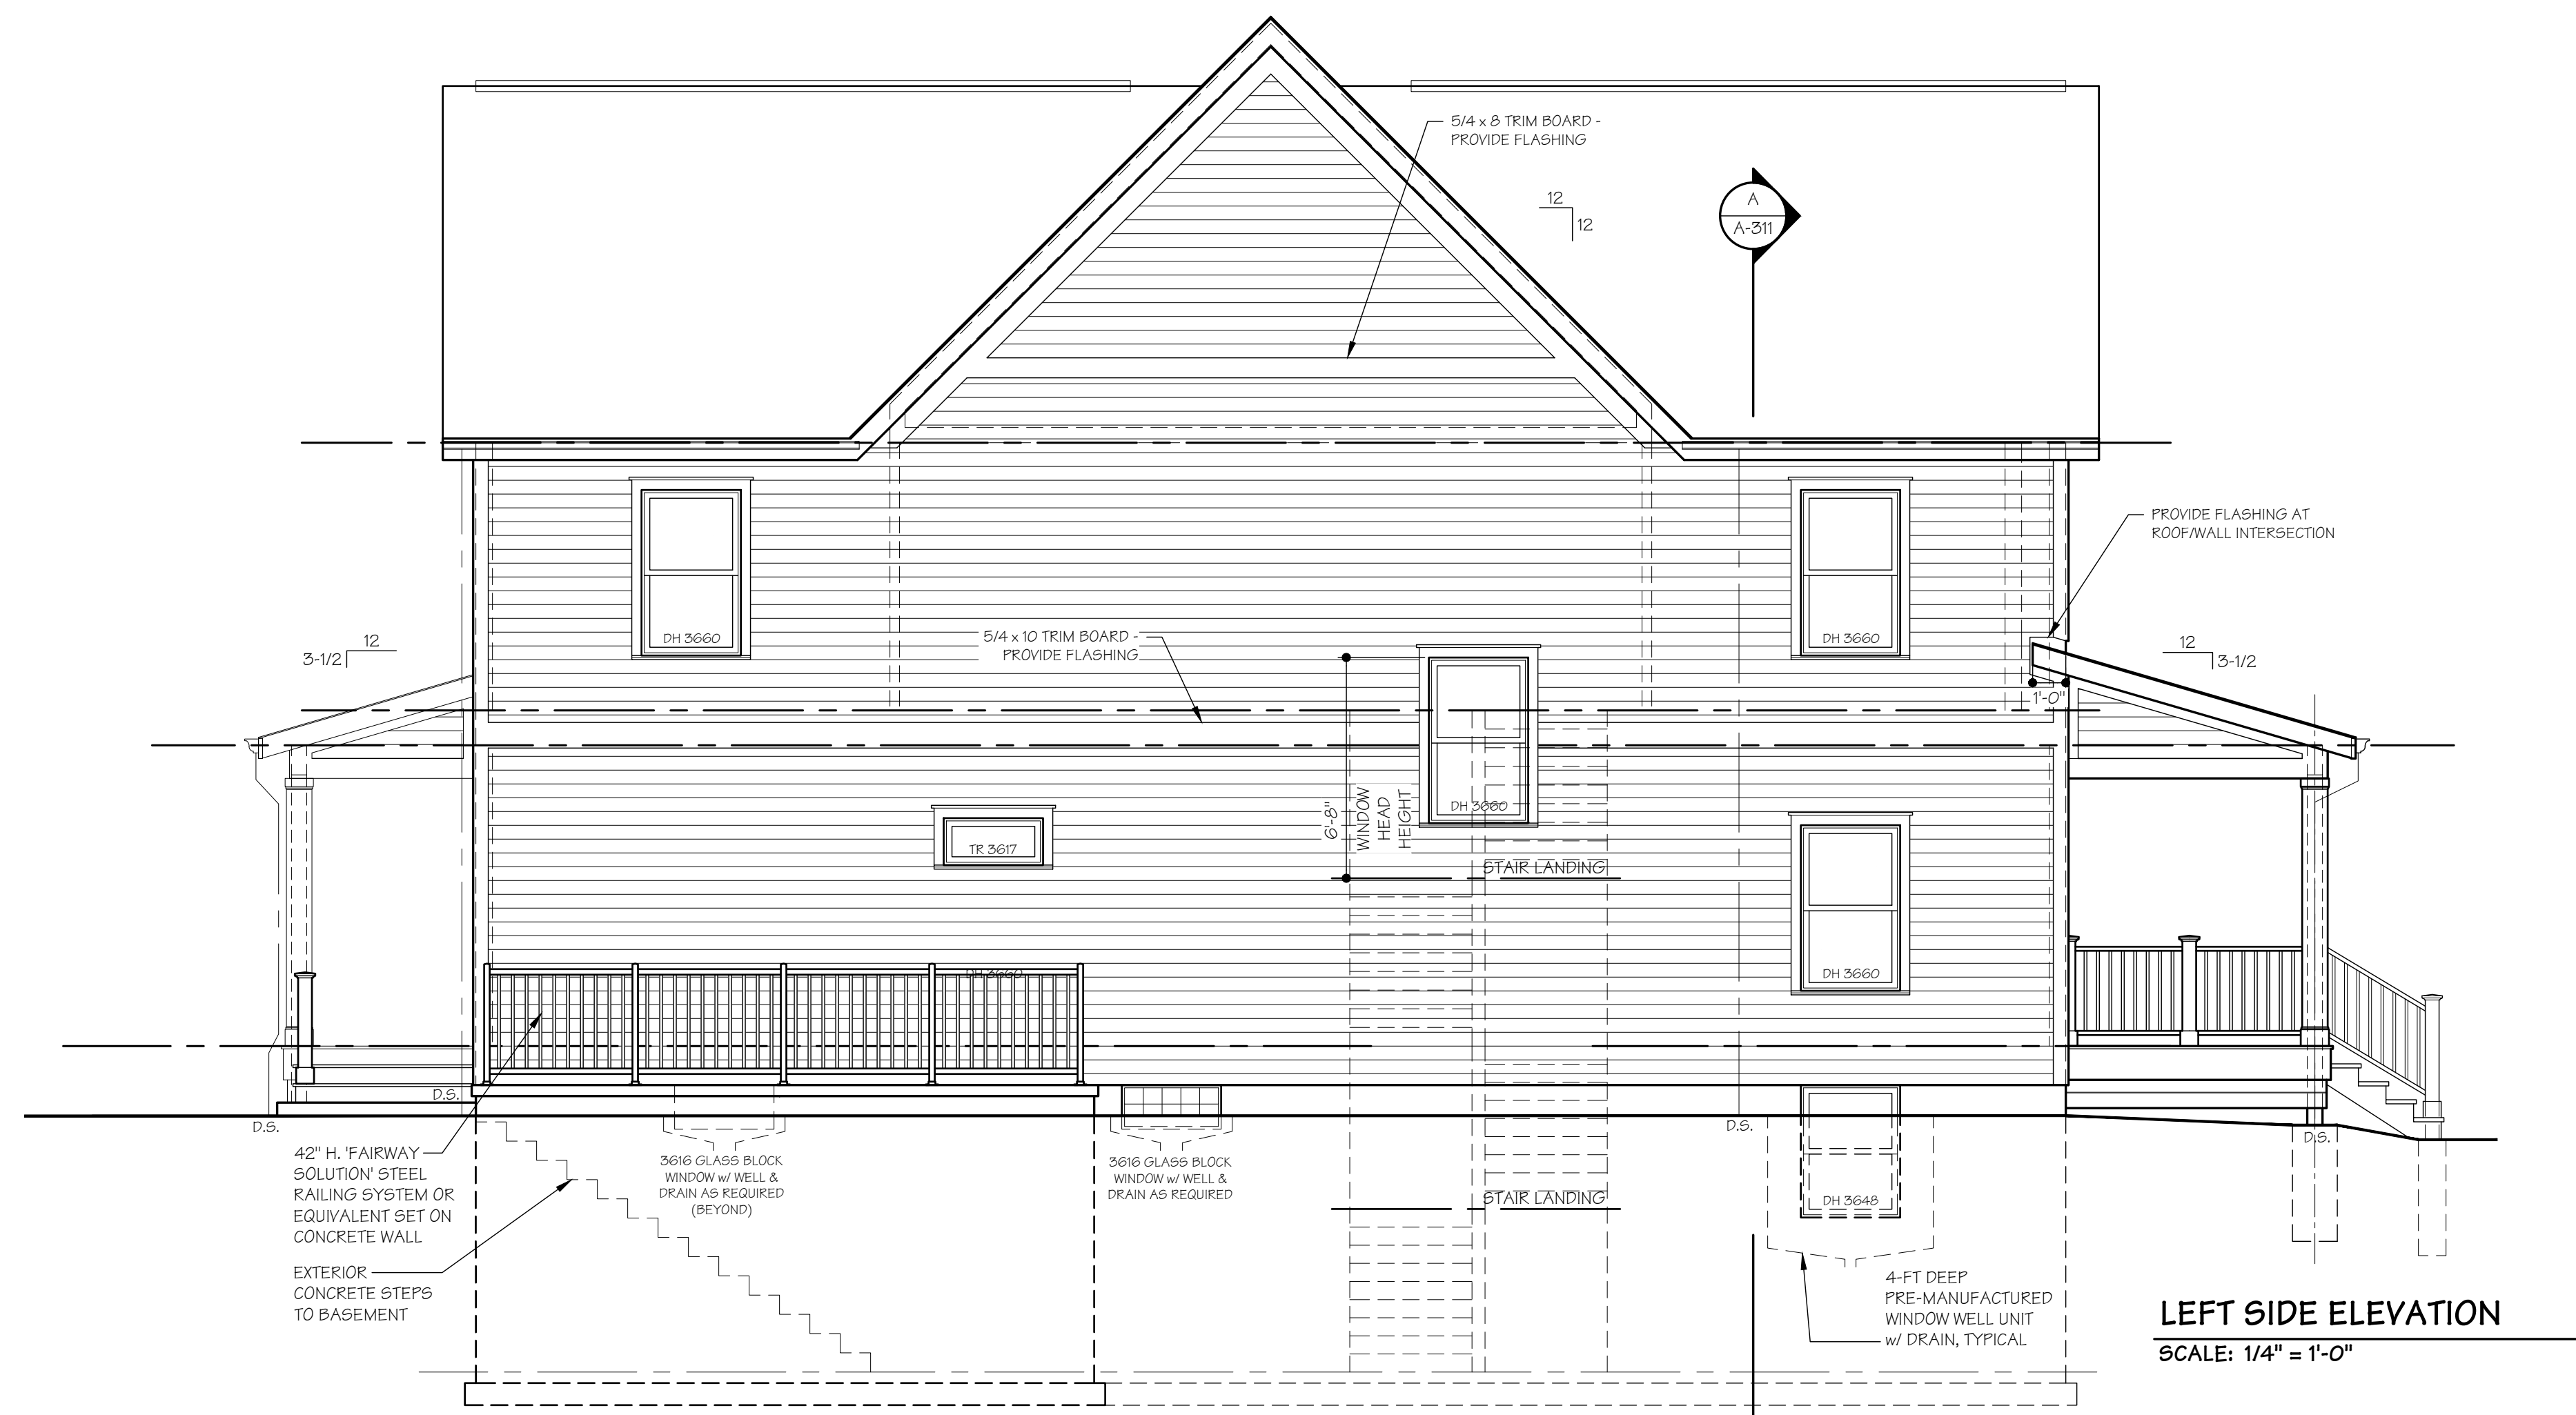 5/4 x 8 TRIM BOARD -
PROVIDE FLASHING
12
12
A
A-311
PROVIDE FLASHING AT
ROOF/WALL INTERSECTION
DH 3660
DH 3660
5/4 x 10 TRIM BOARD -
PROVIDE FLASHING
12
3-1/2
12
3-1/2
1'-0"
6'-8"
WINDOW
HEAD
HEIGHT
DH 3660
TR 3617
STAIR LANDING
DH 3660
DH 3660
D.S.
D.S.
D.S.
D.S.
42" H. 'FAIRWAY
SOLUTION' STEEL
RAILING SYSTEM OR
EQUIVALENT SET ON
CONCRETE WALL
EXTERIOR
CONCRETE STEPS
TO BASEMENT
3616 GLASS BLOCK
WINDOW w/ WELL &
DRAIN AS REQUIRED
(BEYOND)
3616 GLASS BLOCK
WINDOW w/ WELL &
DRAIN AS REQUIRED
STAIR LANDING
DH 3648
4-FT DEEP
PRE-MANUFACTURED
WINDOW WELL UNIT
w/ DRAIN, TYPICAL
LEFT SIDE ELEVATION
SCALE: 1/4" = 1'-0"